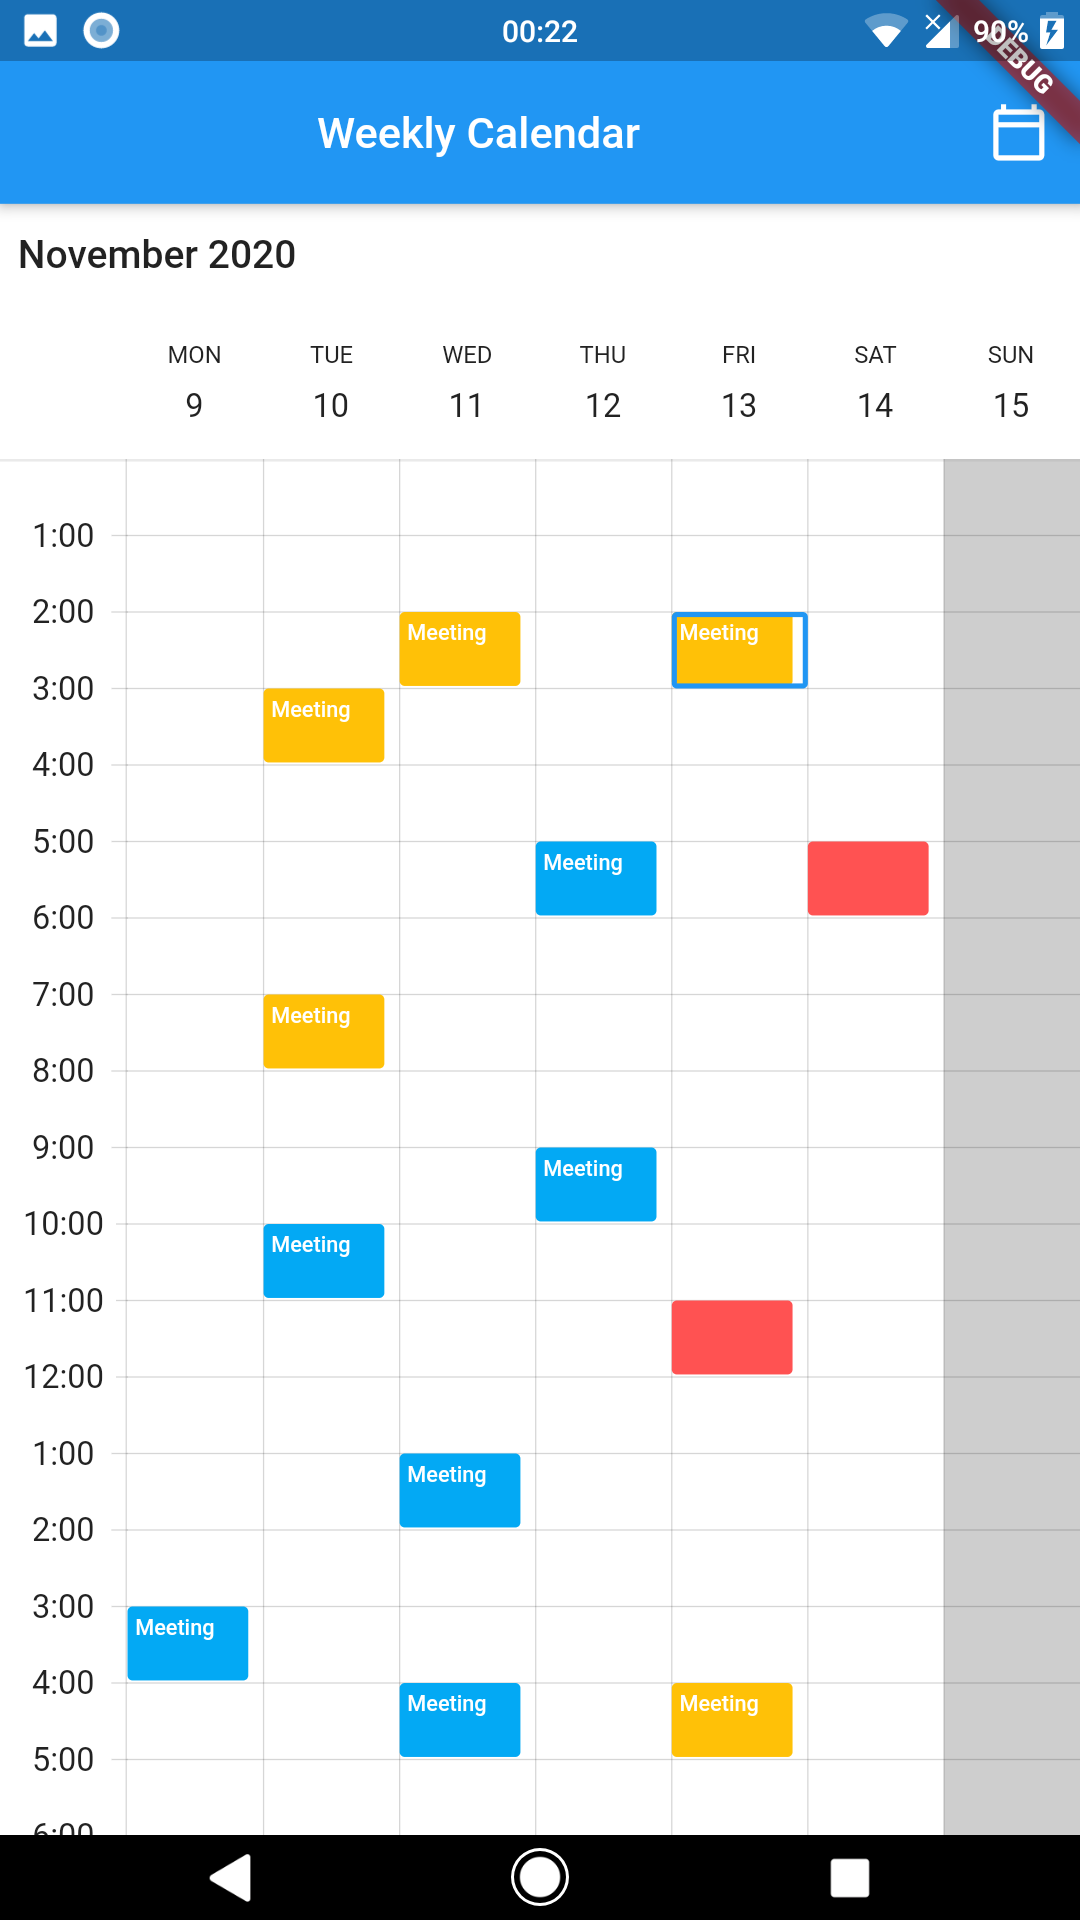 00:22
90%
DEBUG
Weekly Calendar
November 2020
MON TUE WED THU FRI SAT SUN
9 10 11 12 13 14 15
1:00
2:00
Meeting Meeting
3:00
Meeting
4:00
5:00
Meeting
6:00
7:00
Meeting
8:00
9:00
Meeting
10:00
Meeting
11:00
12:00
1:00
Meeting
2:00
3:00
Meeting
4:00
Meeting Meeting
5:00
6:00